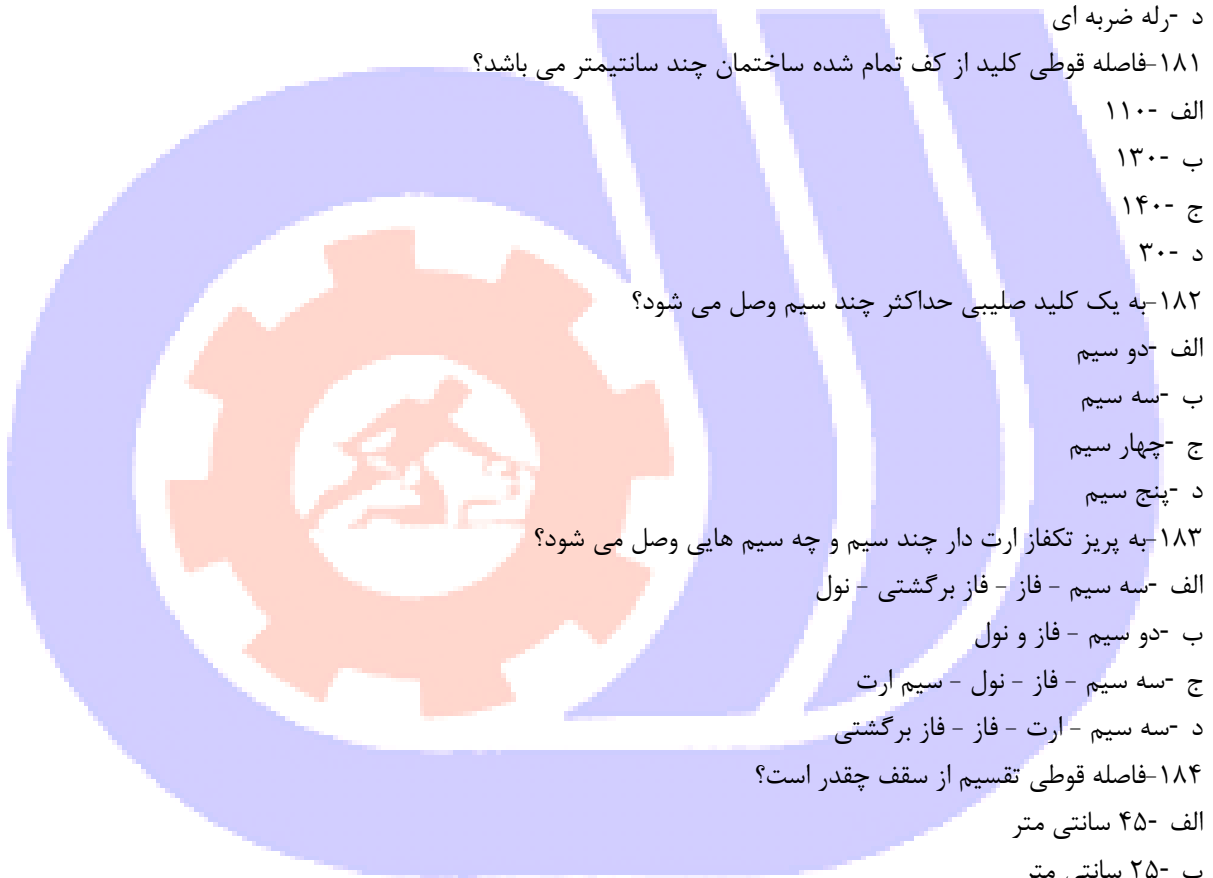 د -رله ضربه ای
۱۸۱-فاصله قوطی کلید از کف تمام شده ساختمان چند سانتیمتر می باشد؟
الف -۱۱۰
ب -۱۳۰
ج -۱۴۰
د -۳۰
۱۸۲-به یک کلید صلیبی حداکثر چند سیم وصل می شود؟
الف -دو سیم
ب -سه سیم
ج -چهار سیم
د -پنج سیم
۱۸۳-به پریز تکفاز ارت دار چند سیم و چه سیم هایی وصل می شود؟
الف -سه سیم - فاز - فاز برگشتی - نول
ب -دو سیم - فاز و نول
ج -سه سیم - فاز - نول - سیم ارت
د -سه سیم - ارت - فاز - فاز برگشتی
۱۸۴-فاصله قوطی تقسیم از سقف چقدر است؟
الف -۴۵ سانتی متر
ب -۲۵ سانتی متر